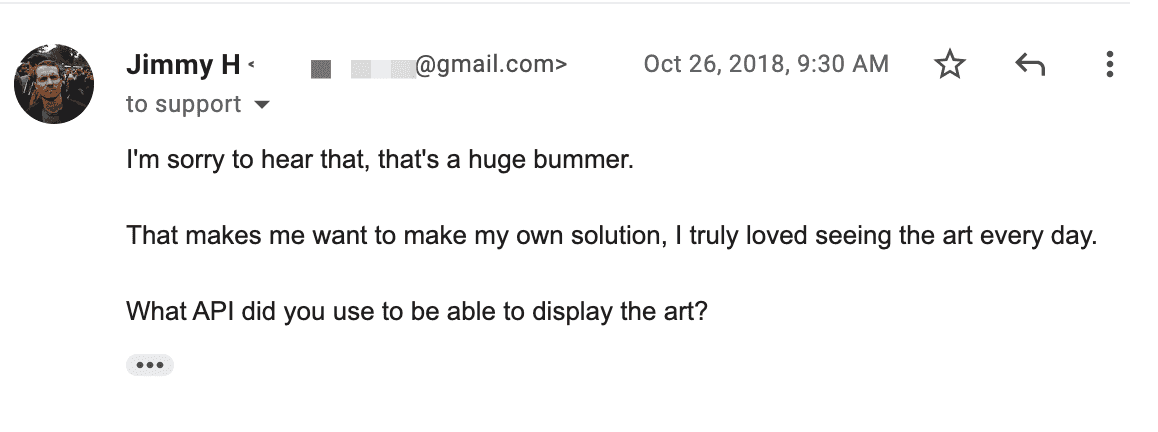 Jimmy H < @gmail.com> Oct 26, 2018, 9:30 AM
to support
I'm sorry to hear that, that's a huge bummer.
That makes me want to make my own solution, I truly loved seeing the art every day.
What API did you use to be able to display the art?